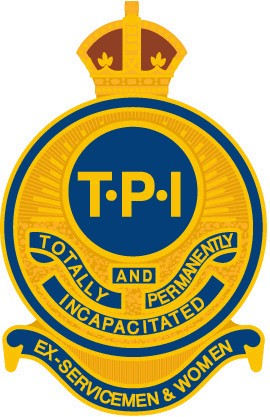 T·P·I
TOTALLY
AND
PERMANENTLY
INCAPACITATED
EX-SERVICEMEN & WOMEN